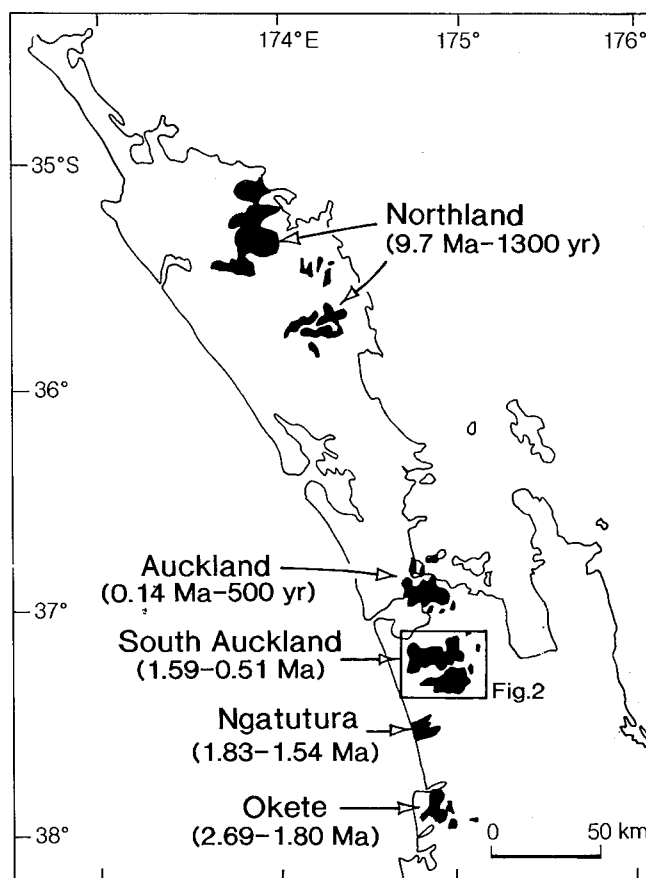 174°E
175°
176°
35°S
Northland
(9.7 Ma–1300 yr)
36°
Auckland
(0.14 Ma–500 yr)
37°
South Auckland
(1.59–0.51 Ma)
Fig.2
Ngatutura
(1.83–1.54 Ma)
Okete
(2.69–1.80 Ma)
0 50 km
38°